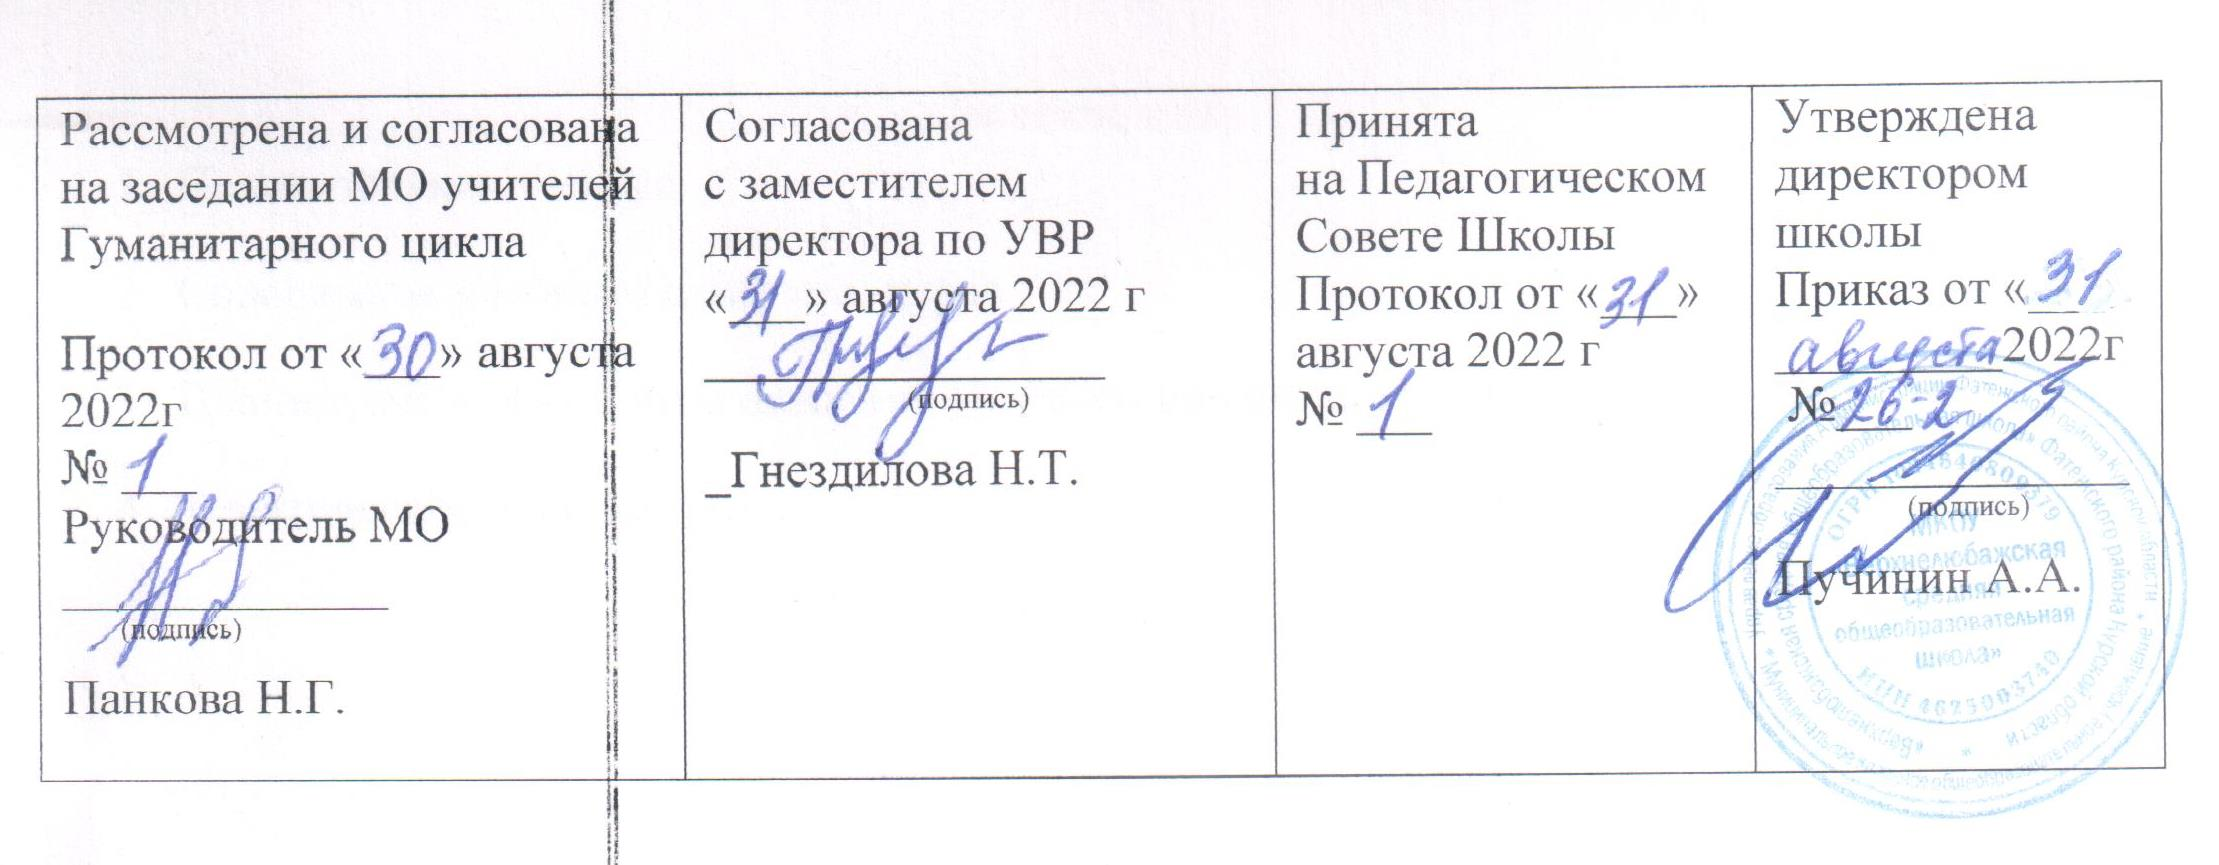 Рассмотрена и согласована
на заседании МО учителей
Гуманитарного цикла
Протокол от «30» августа
2022г
№ 1
Руководитель МО
(подпись)
Панкова Н.Г.
Согласована
с заместителем
директора по УВР
«31» августа 2022 г
(подпись)
_Гнездилова Н.Т.
Принята
на Педагогическом
Совете Школы
Протокол от «31»
августа 2022 г
№ 1
Утверждена
директором
школы
Приказ от «31
августа 2022г
№ 26-2
(подпись)
Пучинин А.А.
МКОУ
«Верхнелюбажская
средняя
общеобразовательная
школа»
ИНН 4625003740